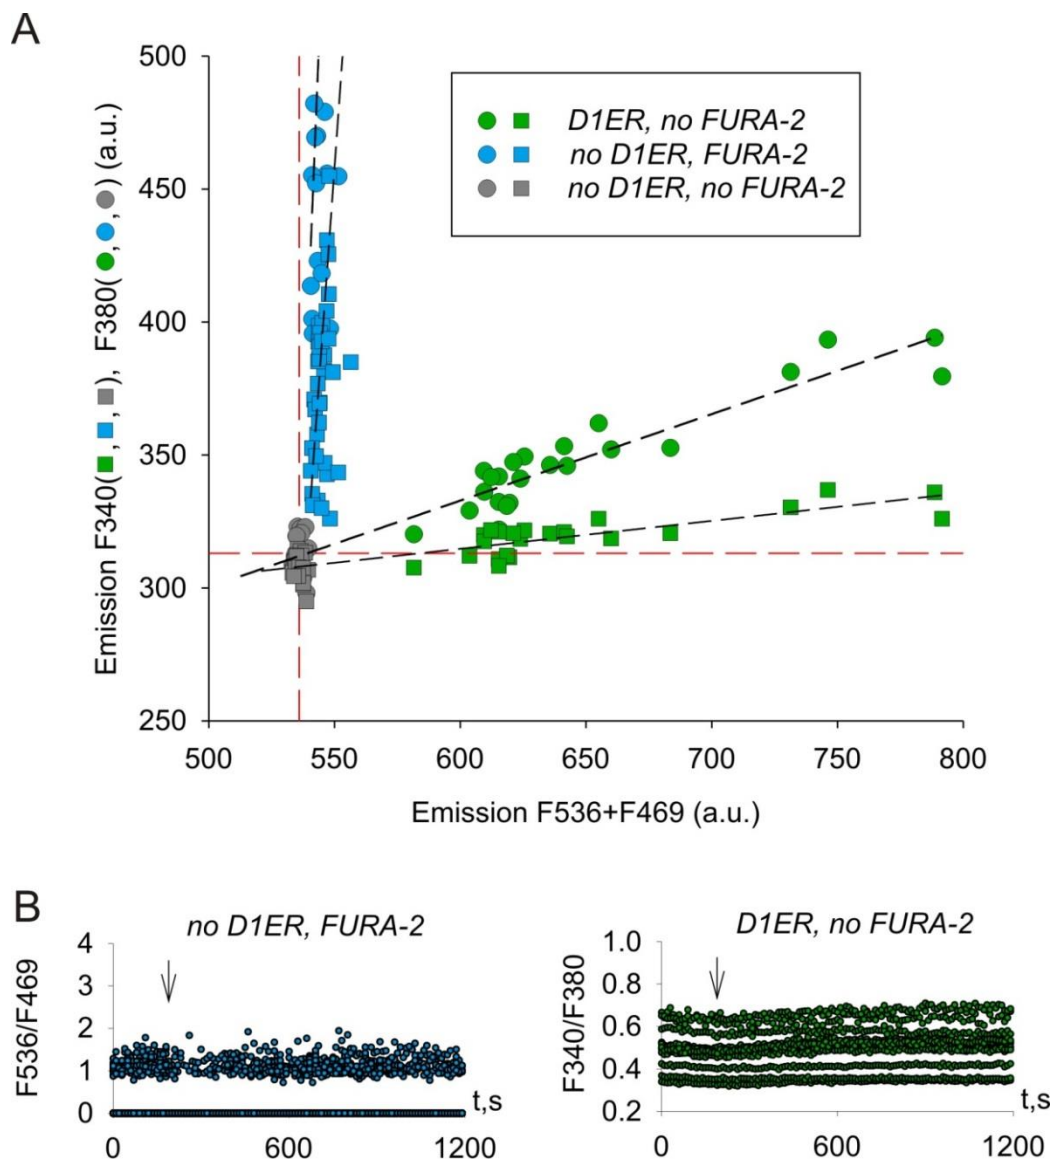 A
500
450
400
350
300
250
Emission F340(■,■,■), F380(●,●,●) (a.u.)
D1ER, no FURA-2
no D1ER, FURA-2
no D1ER, no FURA-2
500 550 600 650 700 750 800
Emission F536+F469 (a.u.)
B
no D1ER, FURA-2
F536/F469
4
3
2
1
0
t,s
0 600 1200
D1ER, no FURA-2
F340/F380
1.0
0.8
0.6
0.4
0.2
t,s
0 600 1200